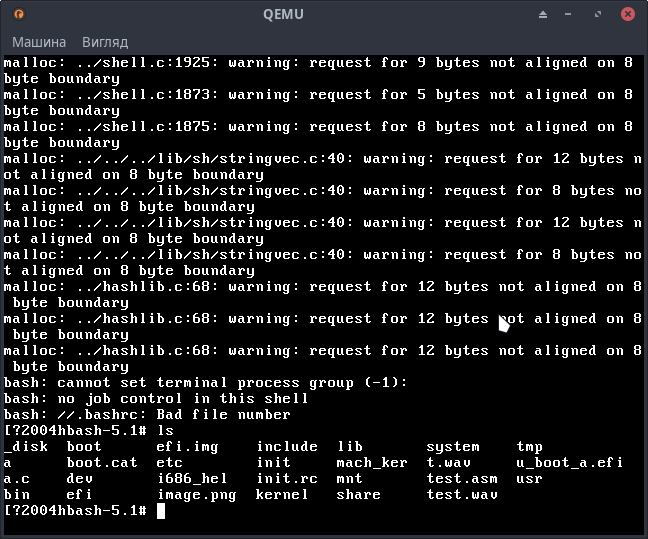 QEMU
Машина Вигляд
malloc: ../shell.c:1925: warning: request for 9 bytes not aligned on 8
byte boundary
malloc: ../shell.c:1873: warning: request for 5 bytes not aligned on 8
byte boundary
malloc: ../shell.c:1875: warning: request for 8 bytes not aligned on 8
byte boundary
malloc: ../../../lib/sh/stringvec.c:40: warning: request for 12 bytes n
ot aligned on 8 byte boundary
malloc: ../../../lib/sh/stringvec.c:40: warning: request for 8 bytes no
t aligned on 8 byte boundary
malloc: ../../../lib/sh/stringvec.c:40: warning: request for 12 bytes n
ot aligned on 8 byte boundary
malloc: ../../../lib/sh/stringvec.c:40: warning: request for 8 bytes no
t aligned on 8 byte boundary
malloc: ../hashlib.c:68: warning: request for 12 bytes not aligned on 8
 byte boundary
malloc: ../hashlib.c:68: warning: request for 12 bytes not aligned on 8
 byte boundary
malloc: ../hashlib.c:68: warning: request for 12 bytes not aligned on 8
 byte boundary
bash: cannot set terminal process group (-1):
bash: no job control in this shell
bash: //.bashrc: Bad file number
[?2004hbash-5.1# ls
_disk boot efi.img include lib system tmp
a boot.cat etc init mach_ker t.wav u_boot_a.efi
a.c dev i686_hel init.rc mnt test.asm usr
bin efi image.png kernel share test.wav
[?2004hbash-5.1#